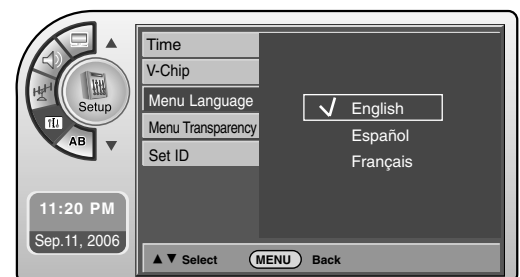 Setup
AB
11:20 PM
Sep.11, 2006
Time
V-Chip
Menu Language
Menu Transparency
Set ID
English
Español
Français
▲▼ Select MENU Back